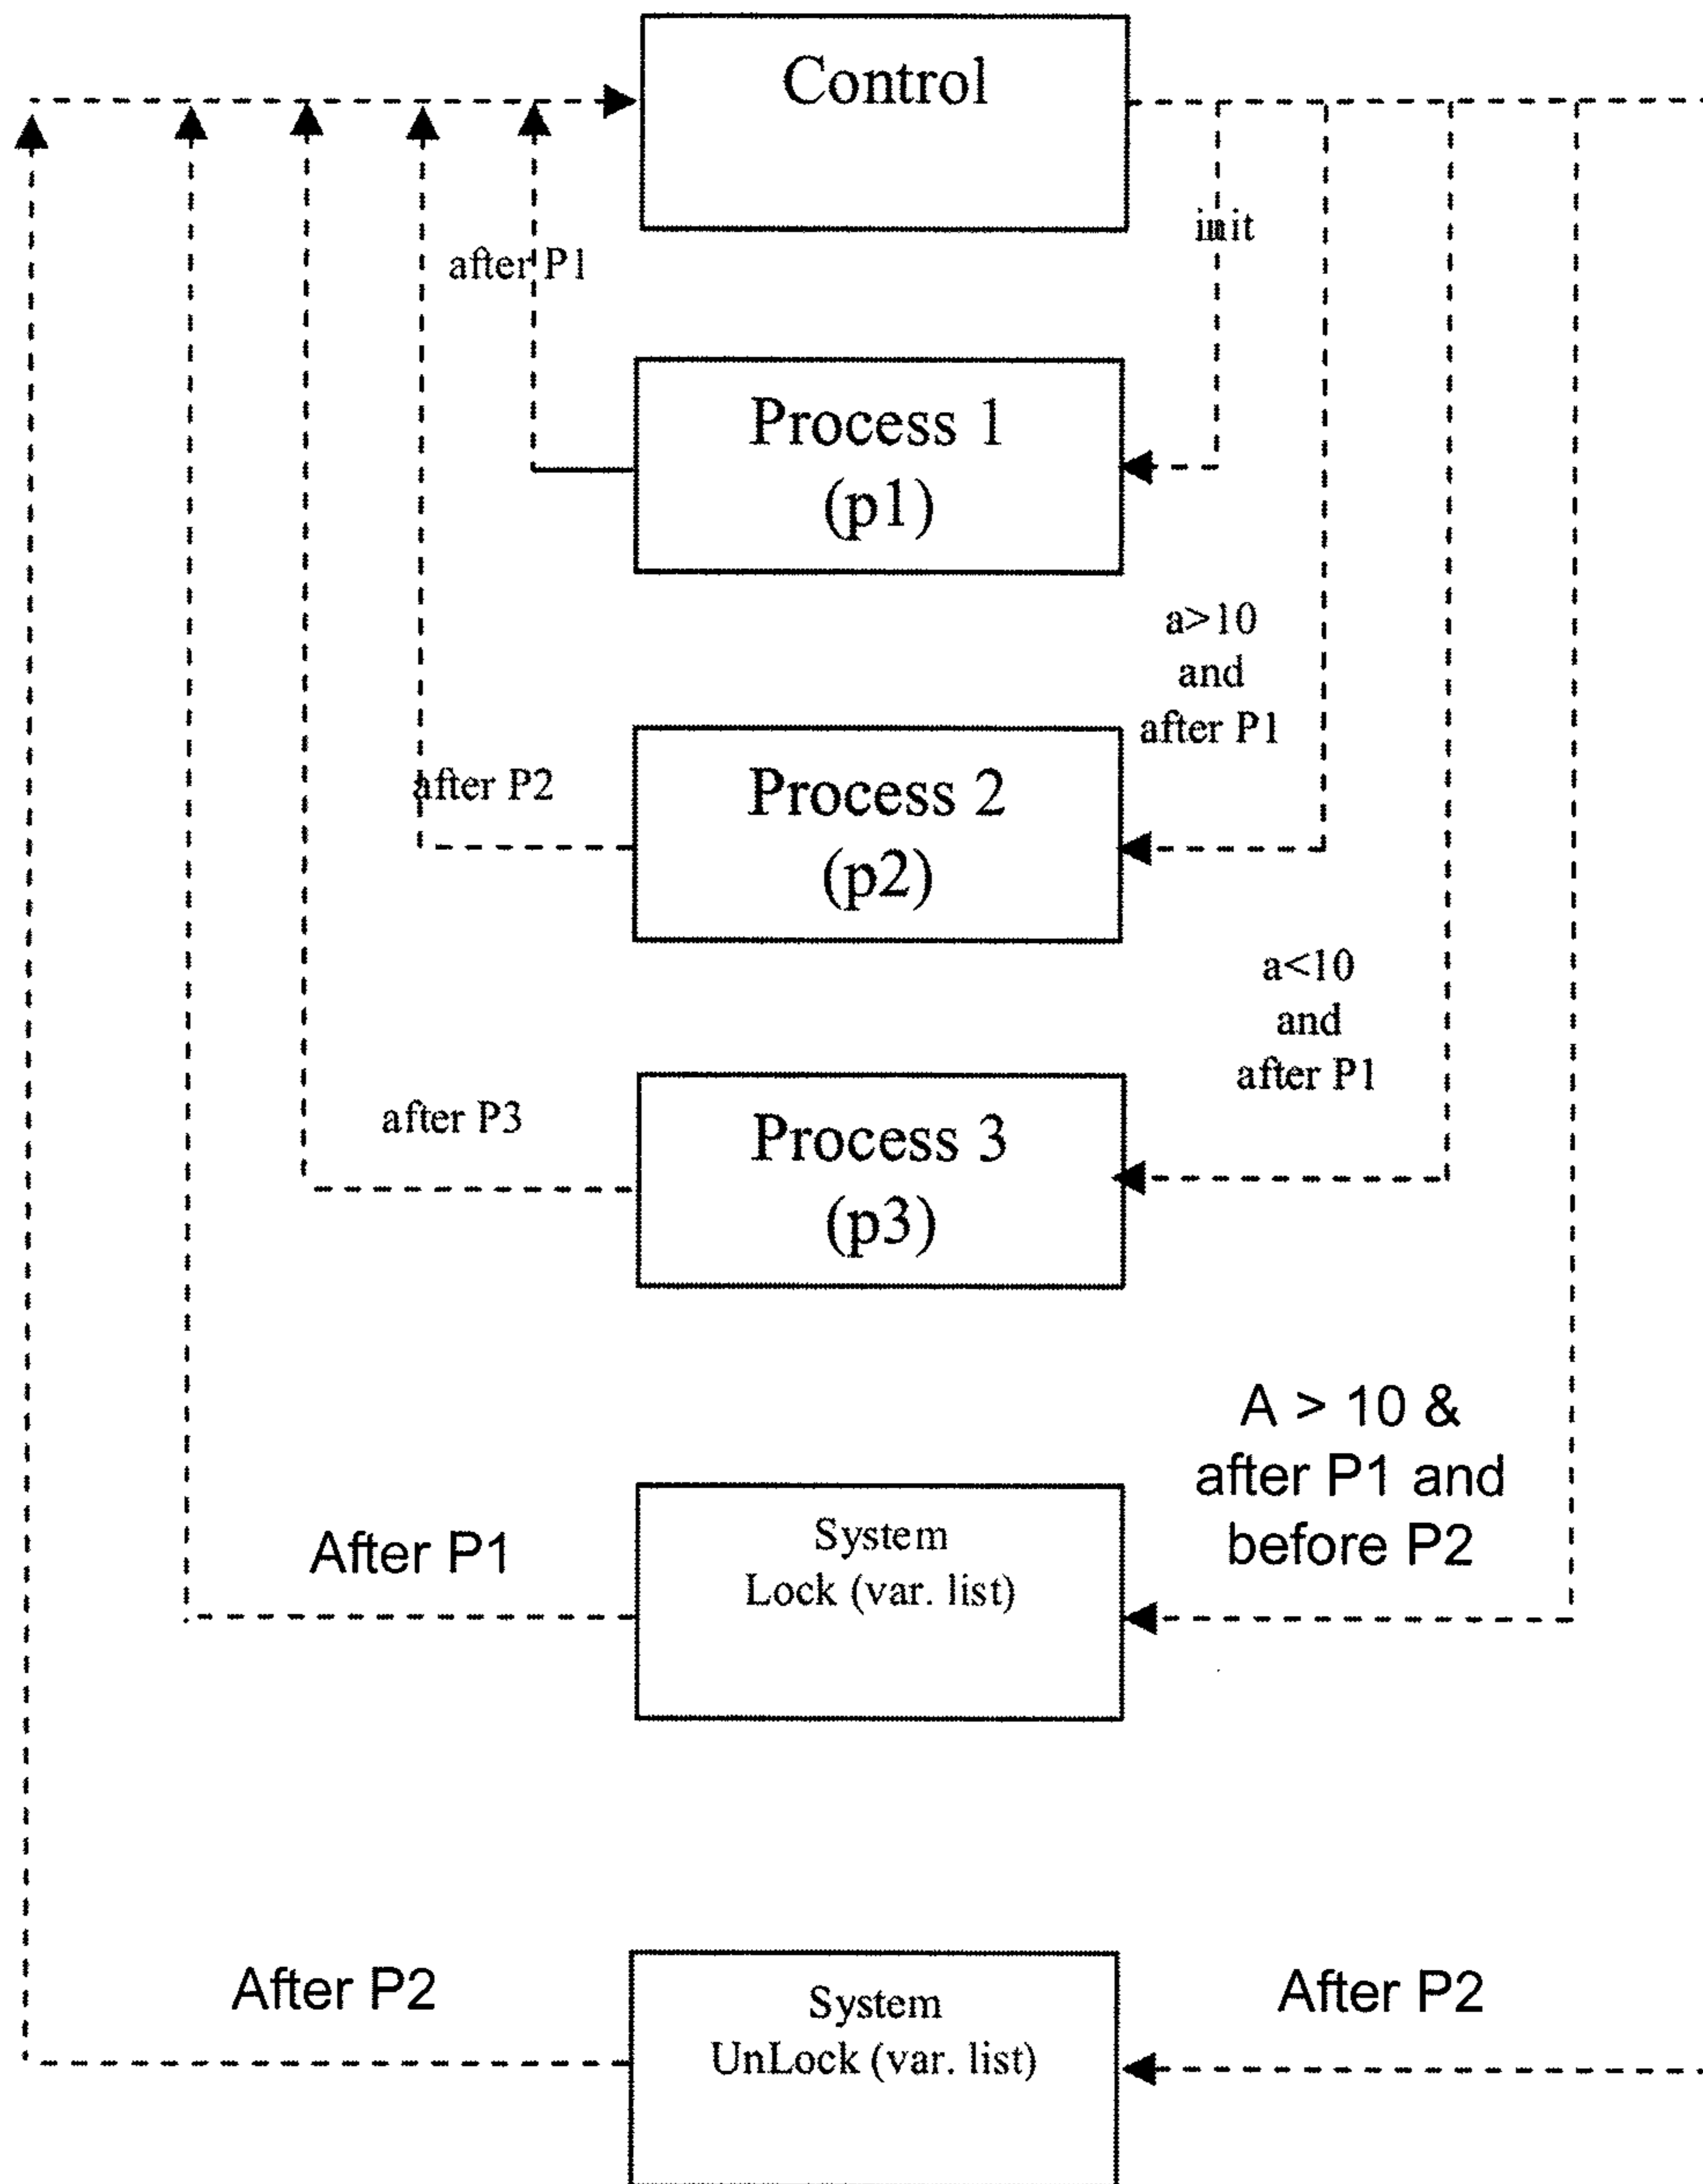 Control
init
after P1
Process 1
(p1)
a>10
and
after P1
after P2
Process 2
(p2)
a<10
and
after P1
after P3
Process 3
(p3)
A > 10 &
after P1 and
before P2
After P1
System
Lock (var. list)
After P2
System
UnLock (var. list)
After P2